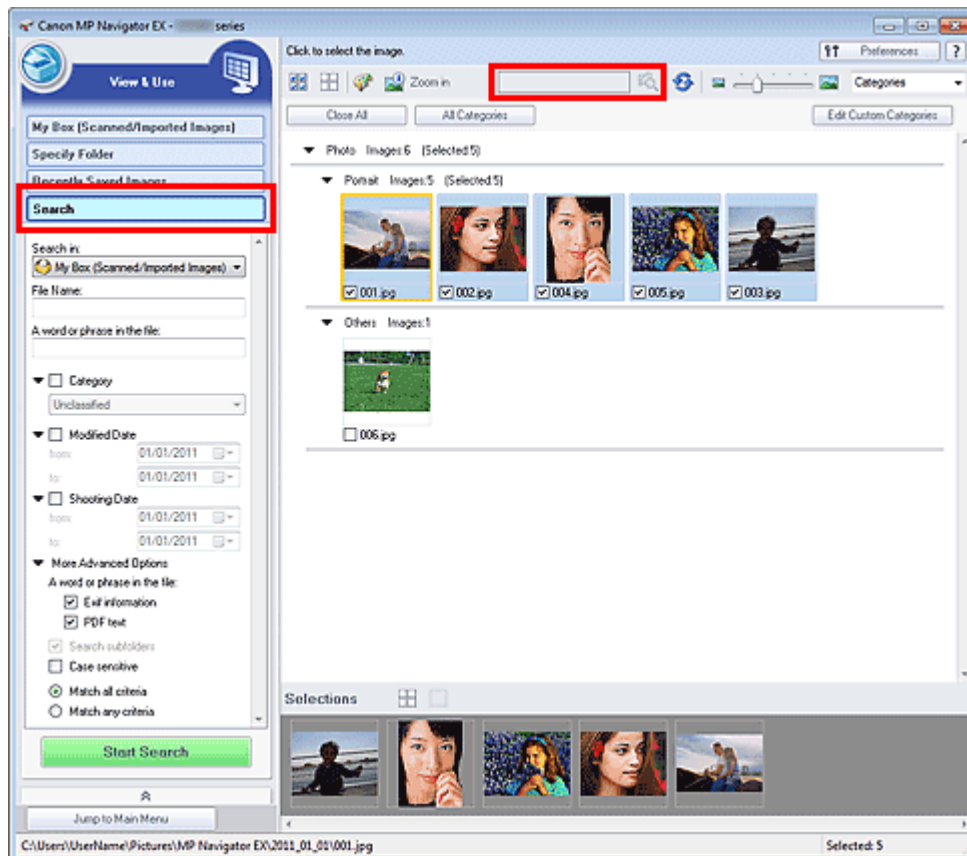 Canon MP Navigator EX - series
View & Use
My Box (Scanned/Imported Images)
Specify Folder
Recently Saved Images
Search
Search in:
My Box (Scanned/Imported Images)
File Name:
A word or phrase in the file:
Category
Unclassified
Modified Date
from: 01/01/2011
to: 01/01/2011
Shooting Date
from: 01/01/2011
to: 01/01/2011
More Advanced Options
A word or phrase in the file:
Exif information
PDF text
Search subfolders
Case sensitive
Match all criteria
Match any criteria
Start Search
Jump to Main Menu
Click to select the image.
Preferences ?
Zoom in
Categories
Close All All Categories Edit Custom Categories
Photo Images:6 (Selected:5)
Portrait Images:5 (Selected:5)
001.jpg 002.jpg 004.jpg 005.jpg 003.jpg
Others Images:1
006.jpg
Selections
C:\Users\UserName\Pictures\MP Navigator EX\2011_01_01\001.jpg Selected: 5